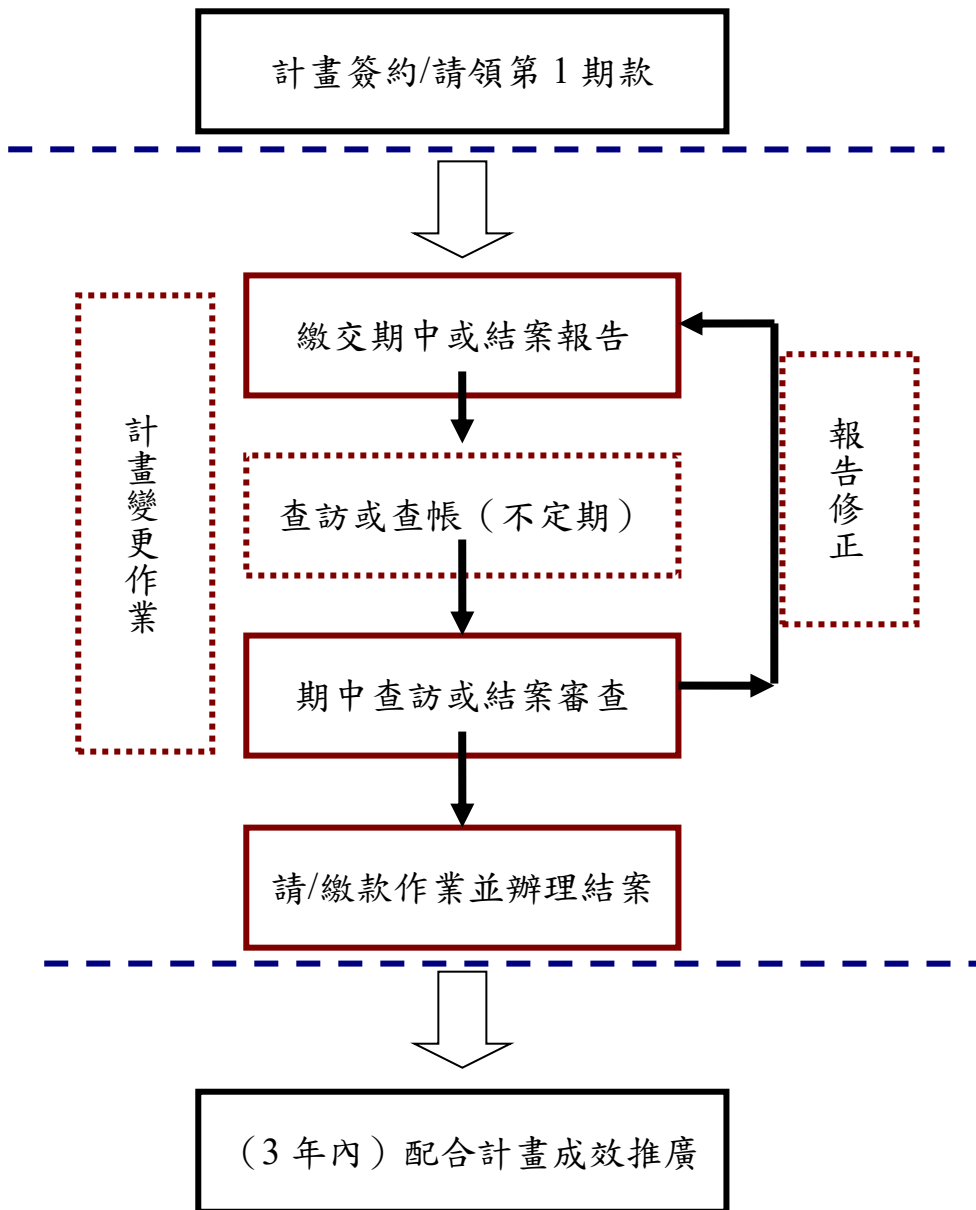 計畫簽約/請領第 1 期款
繳交期中或結案報告
計畫變更作業
報告修正
查訪或查帳（不定期）
期中查訪或結案審查
請/繳款作業並辦理結案
（3 年內）配合計畫成效推廣